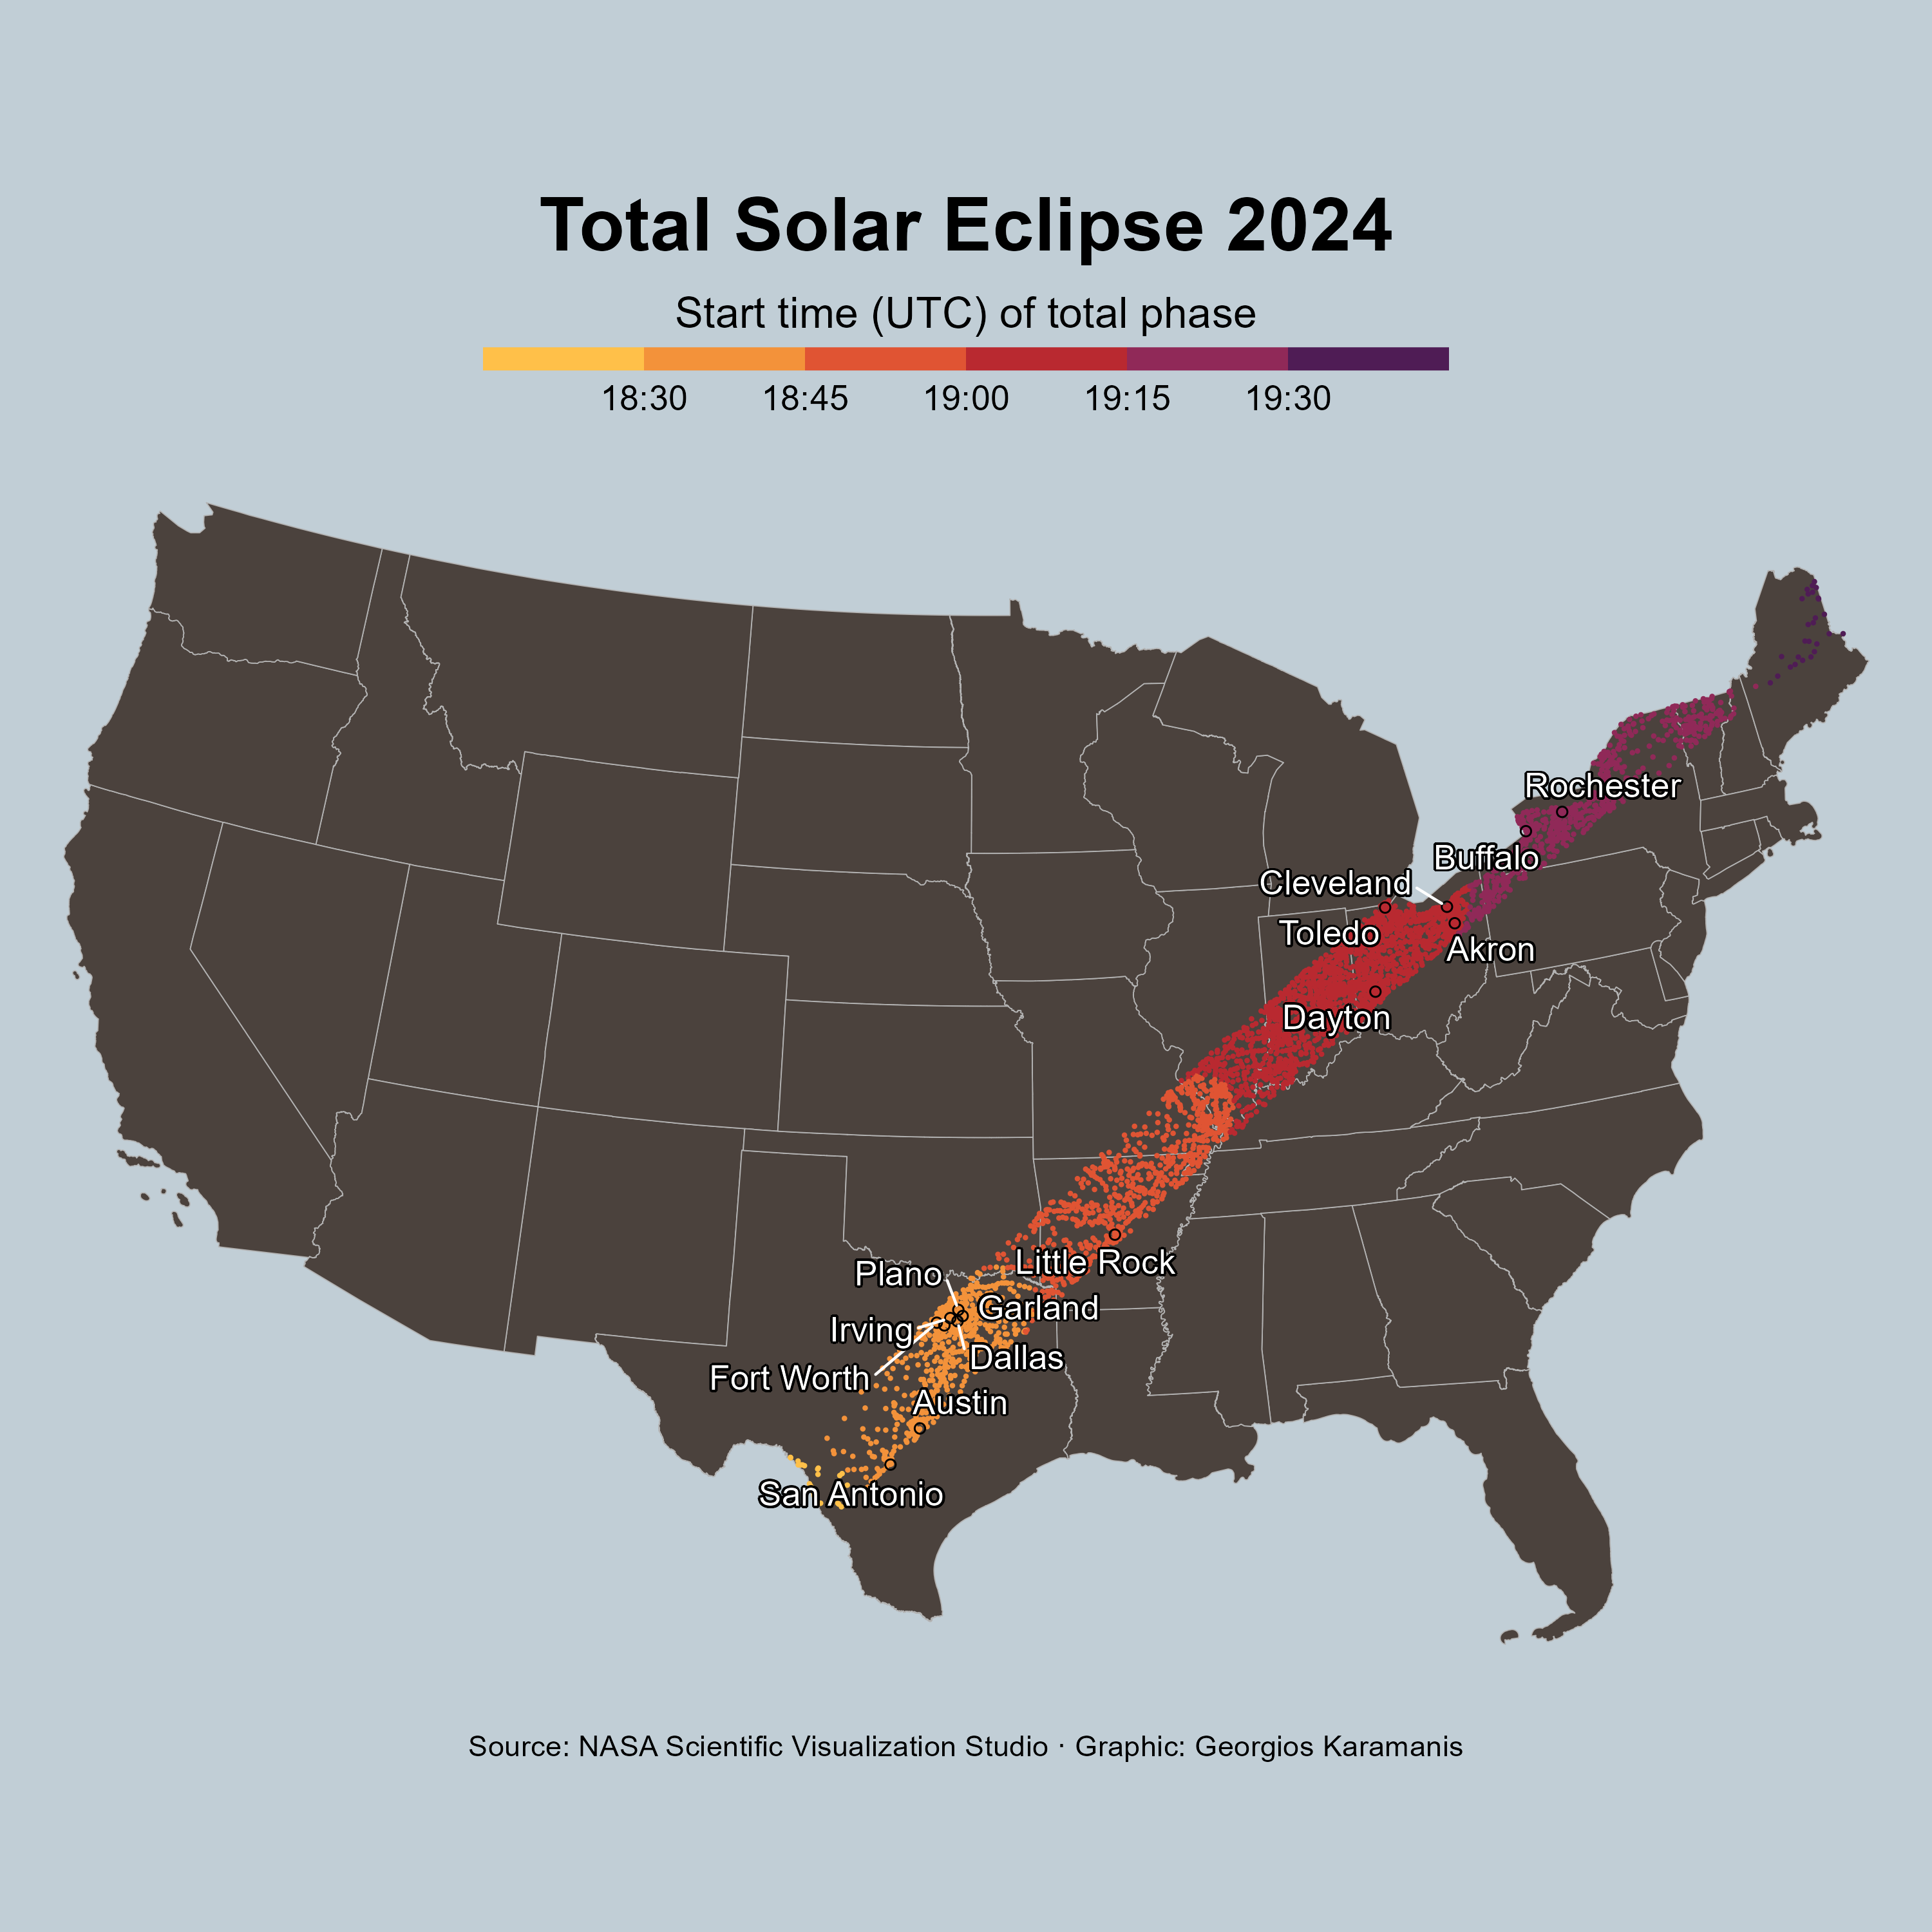 Total Solar Eclipse 2024
Start time (UTC) of total phase
18:30 18:45 19:00 19:15 19:30
Rochester
Buffalo
Cleveland
Toledo
Akron
Dayton
Little Rock
Plano
Garland
Irving
Dallas
Fort Worth
Austin
San Antonio
Source: NASA Scientific Visualization Studio · Graphic: Georgios Karamanis